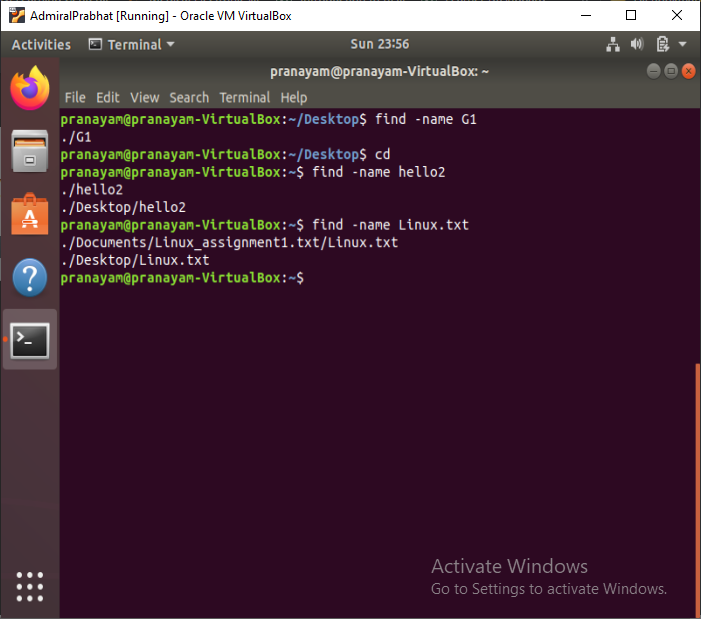 AdmiralPrabhat [Running] - Oracle VM VirtualBox
Activities Terminal Sun 23:56
pranayam@pranayam-VirtualBox: ~
File Edit View Search Terminal Help
pranayam@pranayam-VirtualBox:~/Desktop$ find -name G1
./G1
pranayam@pranayam-VirtualBox:~/Desktop$ cd
pranayam@pranayam-VirtualBox:~$ find -name hello2
./hello2
./Desktop/hello2
pranayam@pranayam-VirtualBox:~$ find -name Linux.txt
./Documents/Linux_assignment1.txt/Linux.txt
./Desktop/Linux.txt
pranayam@pranayam-VirtualBox:~$
Activate Windows
Go to Settings to activate Windows.